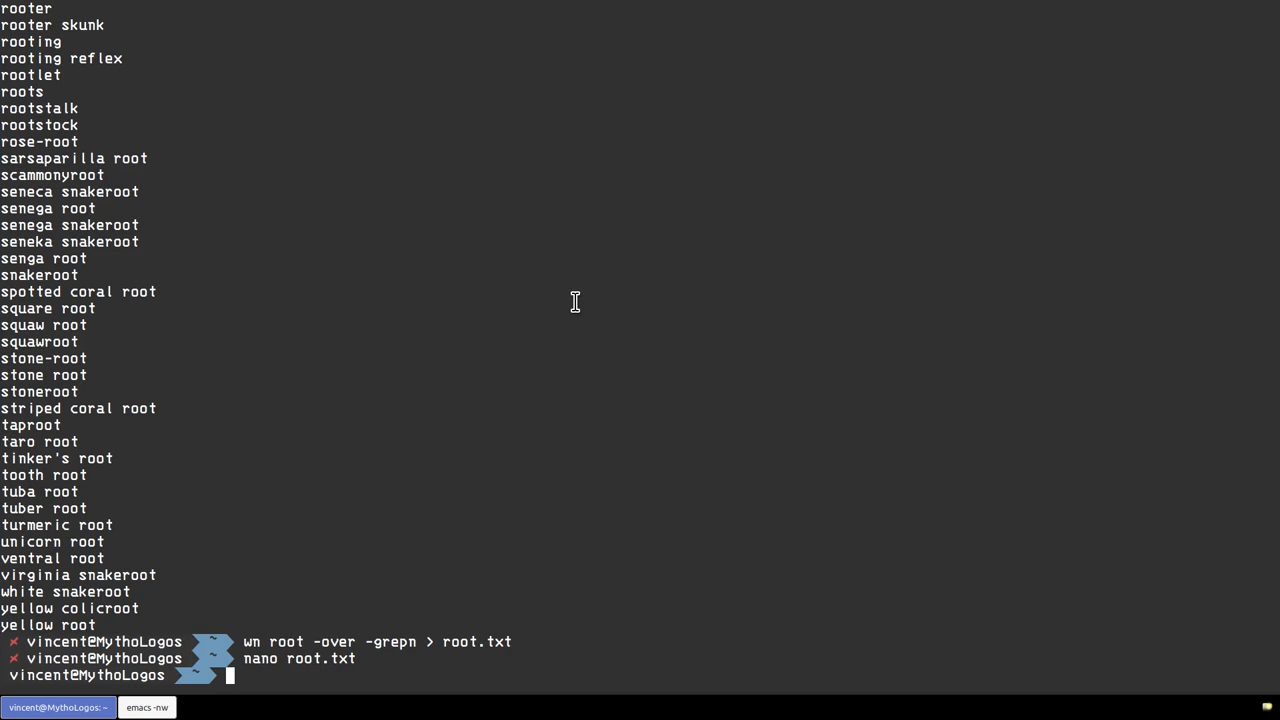 rooter
rooter skunk
rooting
rooting reflex
rootlet
roots
rootstalk
rootstock
rose-root
sarsaparilla root
scammonyroot
seneca snakeroot
senega root
senega snakeroot
seneka snakeroot
senga root
snakeroot
spotted coral root
square root
squaw root
squawroot
stone-root
stone root
stoneroot
striped coral root
taproot
taro root
tinker's root
tooth root
tuba root
tuber root
turmeric root
unicorn root
ventral root
virginia snakeroot
white snakeroot
yellow colicroot
yellow root
✘ vincent@MythoLogos ~ wn root -over -grepn > root.txt
✘ vincent@MythoLogos ~ nano root.txt
vincent@MythoLogos ~
vincent@MythoLogos: ~ emacs -nw